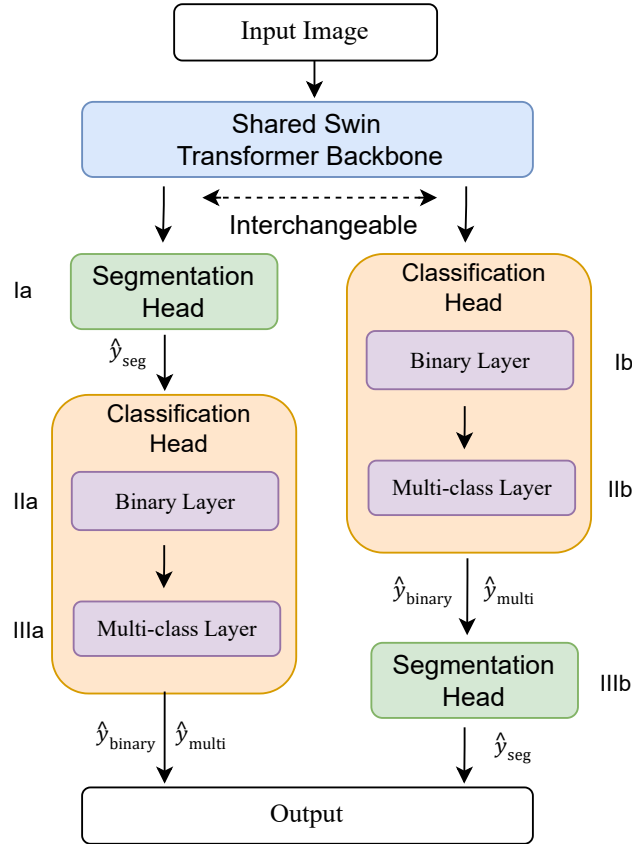 Input Image
Shared Swin
Transformer Backbone
Interchangeable
Ia
Segmentation
Head
ŷseg
Classification
Head
IIa
Binary Layer
IIIa
Multi-class Layer
ŷbinary ŷmulti
Classification
Head
Binary Layer
Ib
Multi-class Layer
IIb
ŷbinary ŷmulti
Segmentation
Head
IIIb
ŷseg
Output